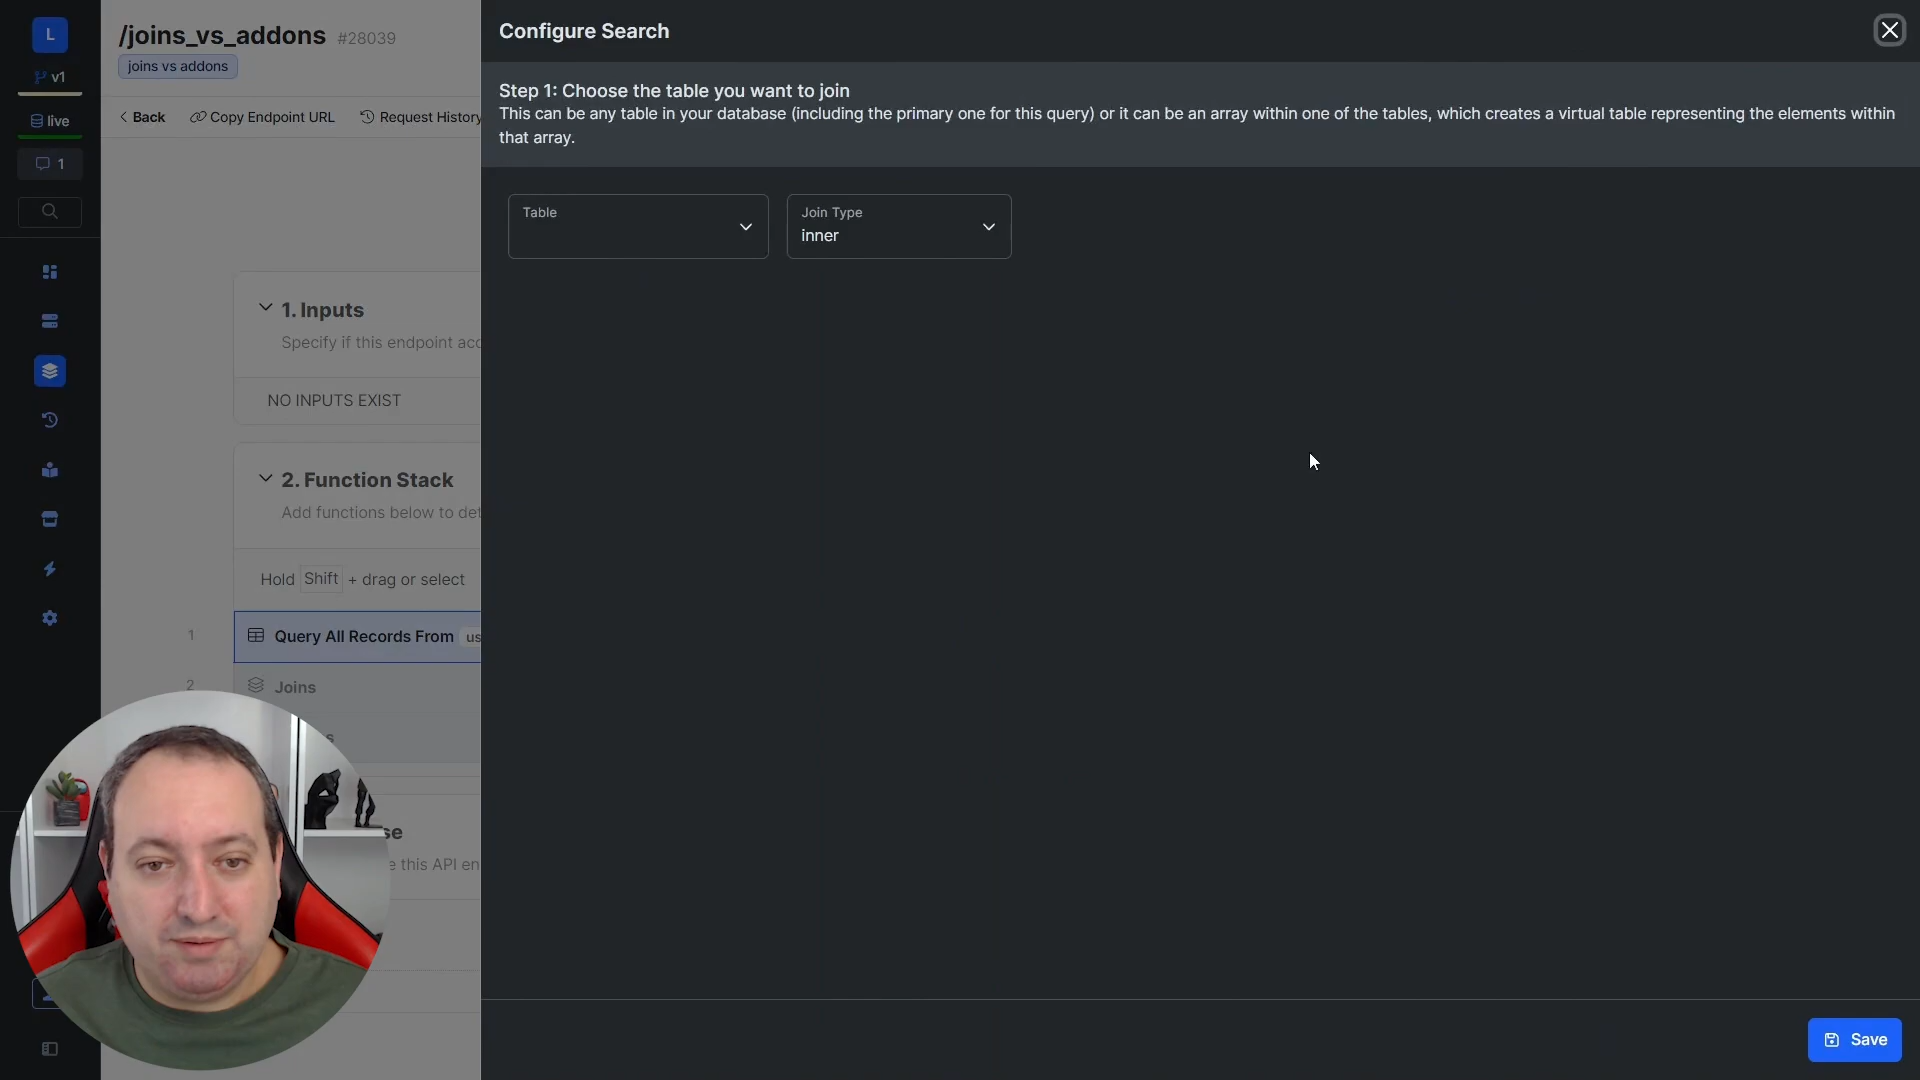 L
v1
live
1
/joins_vs_addons #28039
joins vs addons
Back
Copy Endpoint URL
Request History
1. Inputs
Specify if this endpoint acc
NO INPUTS EXIST
2. Function Stack
Add functions below to det
Hold Shift + drag or select
1
Query All Records From us
2
Joins
s
se
e this API en
Configure Search
Step 1: Choose the table you want to join
This can be any table in your database (including the primary one for this query) or it can be an array within one of the tables, which creates a virtual table representing the elements within
that array.
Table
Join Type
inner
Save